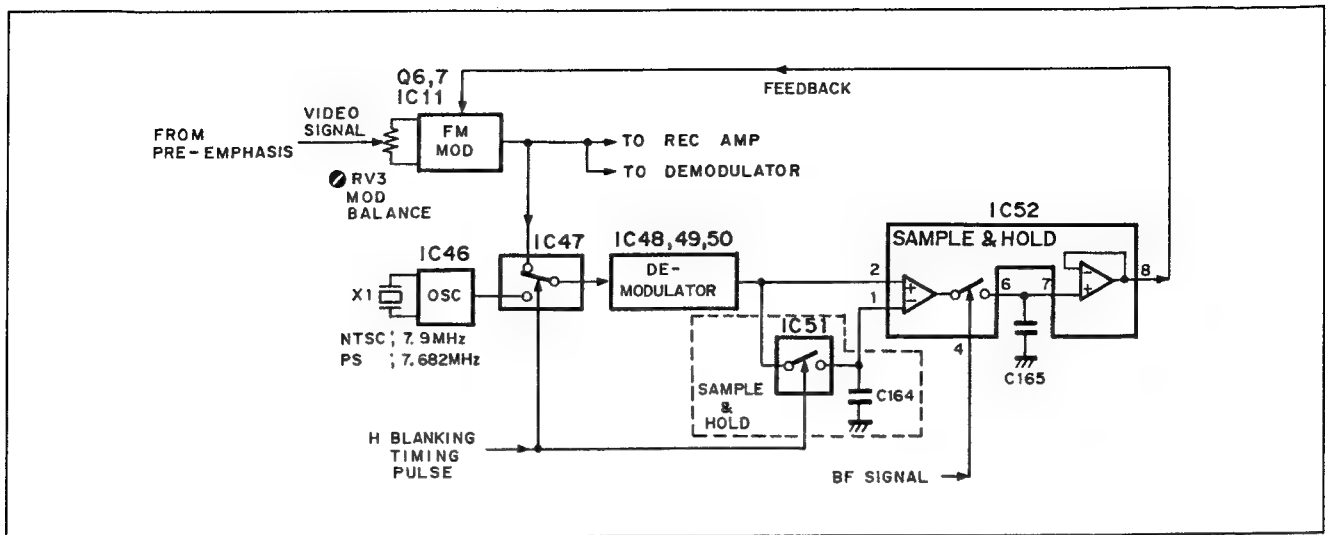 Q6,7
IC11
FEEDBACK
FROM
PRE-EMPHASIS
VIDEO
SIGNAL
FM
MOD
TO REC AMP
TO DEMODULATOR
RV3
MOD
BALANCE
IC46
IC47
IC48,49,50
IC52
SAMPLE & HOLD
X1
OSC
DE-
MODULATOR
2
1
6
7
8
4
NTSC ; 7.9MHz
PS ; 7.682MHz
IC51
SAMPLE
&
HOLD
C164
C165
H BLANKING
TIMING
PULSE
BF SIGNAL